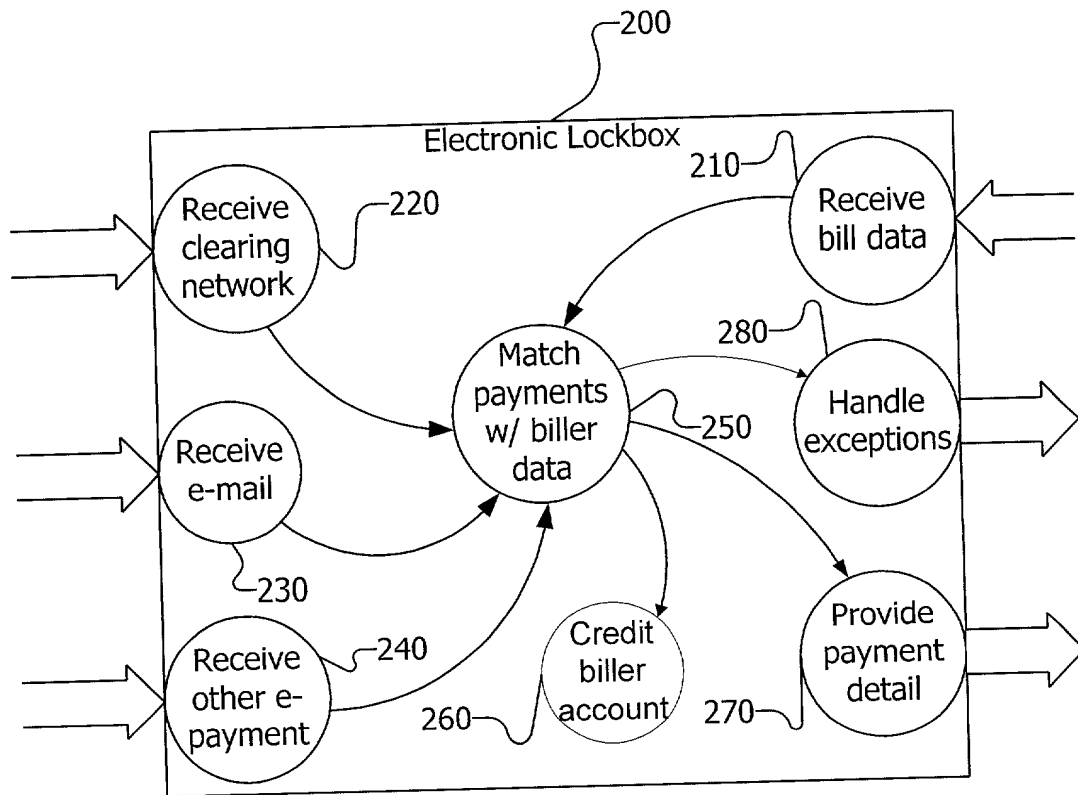 200
Electronic Lockbox
210
Receive
bill data
Receive
clearing
network
220
280
Match
payments
w/ biller
data
250
Handle
exceptions
Receive
e-mail
230
Receive
other e-
payment
240
Credit
biller
account
260
Provide
payment
detail
270